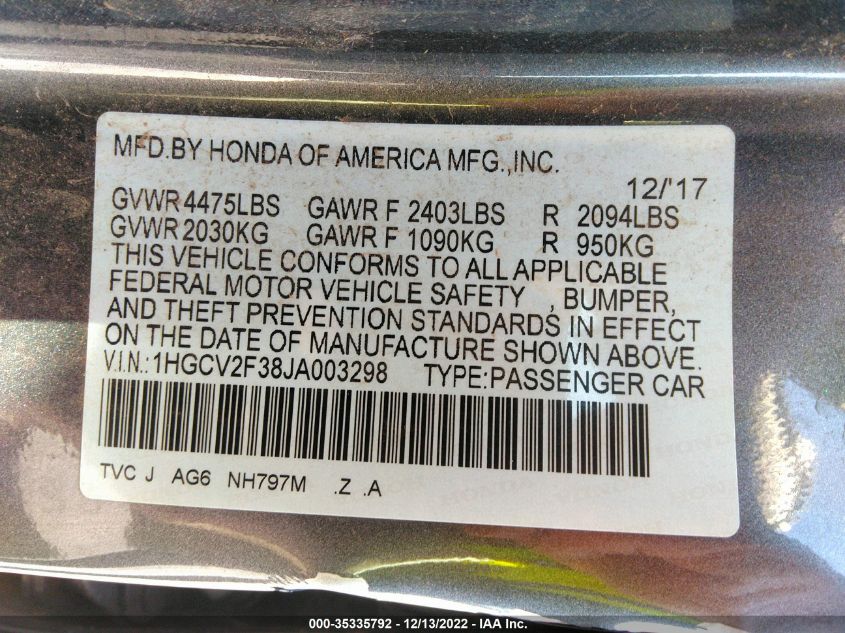 MFD.BY HONDA OF AMERICA MFG.,INC.
12/'17
GVWR 4475LBS GAWR F 2403LBS R 2094LBS
GVWR 2030KG GAWR F 1090KG R 950KG
THIS VEHICLE CONFORMS TO ALL APPLICABLE
FEDERAL MOTOR VEHICLE SAFETY , BUMPER,
AND THEFT PREVENTION STANDARDS IN EFFECT
ON THE DATE OF MANUFACTURE SHOWN ABOVE.
V.I.N.:1HGCV2F38JA003298 TYPE:PASSENGER CAR
TVC J AG6 NH797M .Z .A
000-35335792 - 12/13/2022 - IAA Inc.